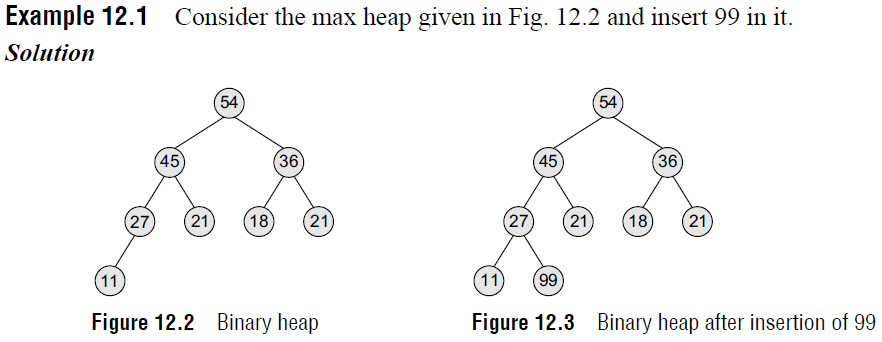 Example 12.1 Consider the max heap given in Fig. 12.2 and insert 99 in it.
Solution
54
45 36
27 21 18 21
11
Figure 12.2 Binary heap
54
45 36
27 21 18 21
11 99
Figure 12.3 Binary heap after insertion of 99